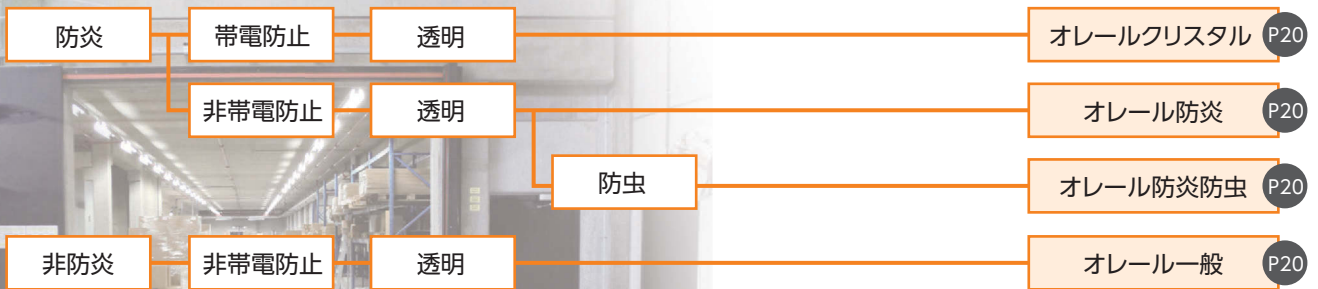 防炎 帯電防止 透明 オレールクリスタル P20
非帯電防止 透明 オレール防炎 P20
防虫 オレール防炎防虫 P20
非防炎 非帯電防止 透明 オレール一般 P20